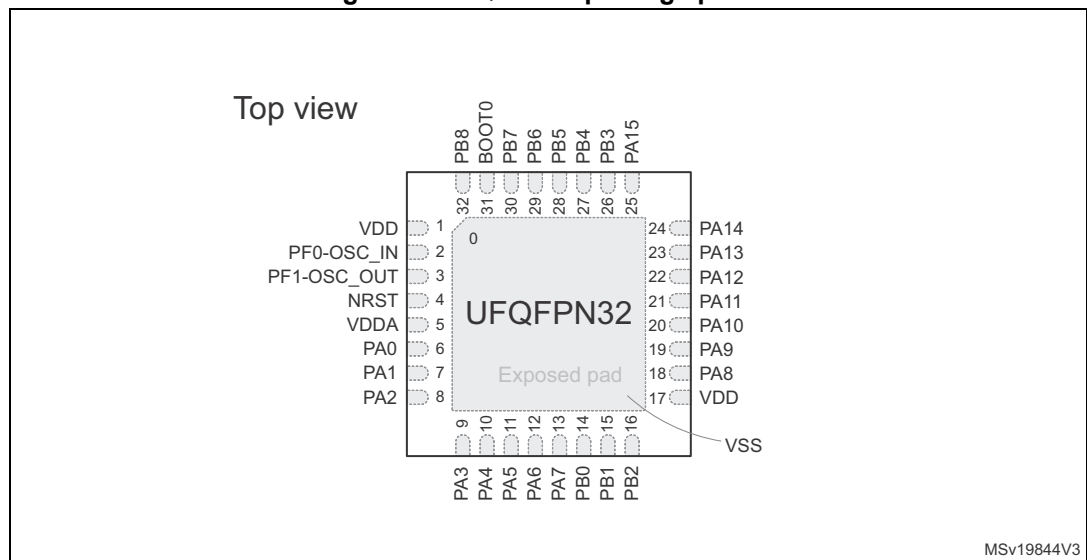 Top view
PB8
BOOT0
PB7
PB6
PB5
PB4
PB3
PA15
32
31
30
29
28
27
26
25
VDD 1
PF0-OSC_IN 2
PF1-OSC_OUT 3
NRST 4
VDDA 5
PA0 6
PA1 7
PA2 8
0
UFQFPN32
Exposed pad
24 PA14
23 PA13
22 PA12
21 PA11
20 PA10
19 PA9
18 PA8
17 VDD
VSS
9
10
11
12
13
14
15
16
PA3
PA4
PA5
PA6
PA7
PB0
PB1
PB2
MSv19844V3